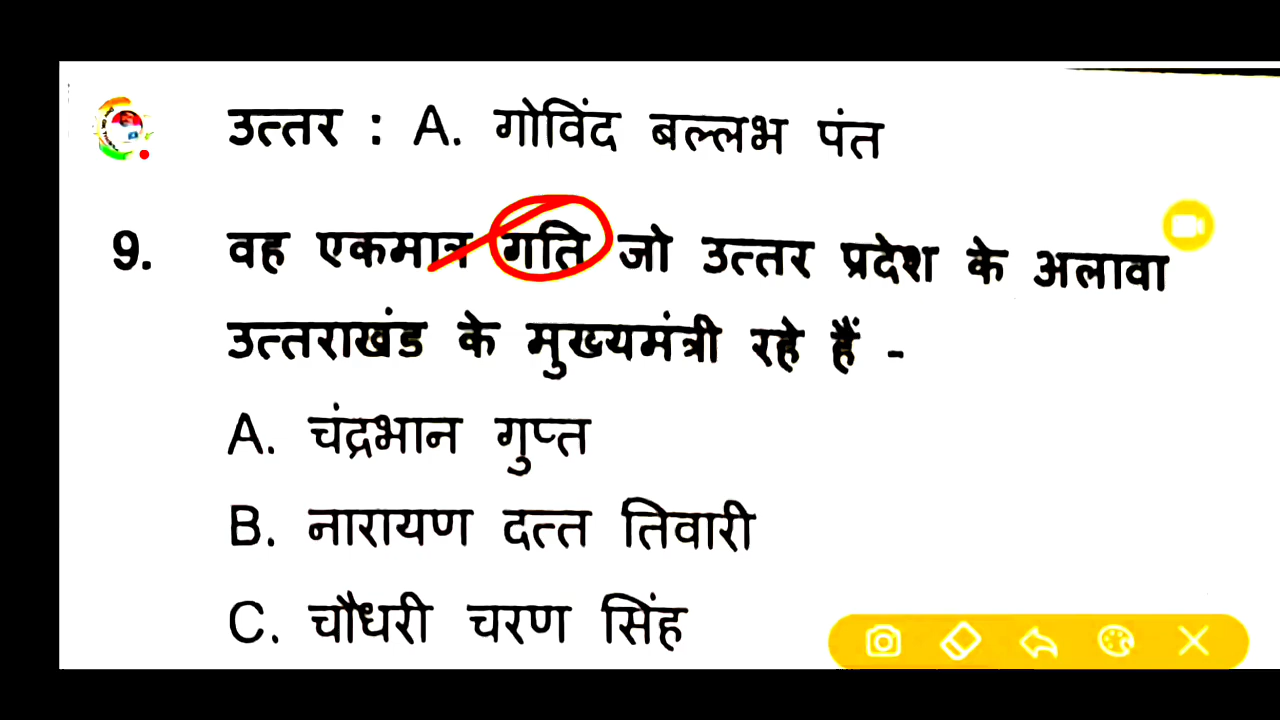 उत्तर : A. गोविंद बल्लभ पंत
9. वह एकमात्र गति जो उत्तर प्रदेश के अलावा
उत्तराखंड के मुख्यमंत्री रहे हैं -
A. चंद्रभान गुप्त
B. नारायण दत्त तिवारी
C. चौधरी चरण सिंह